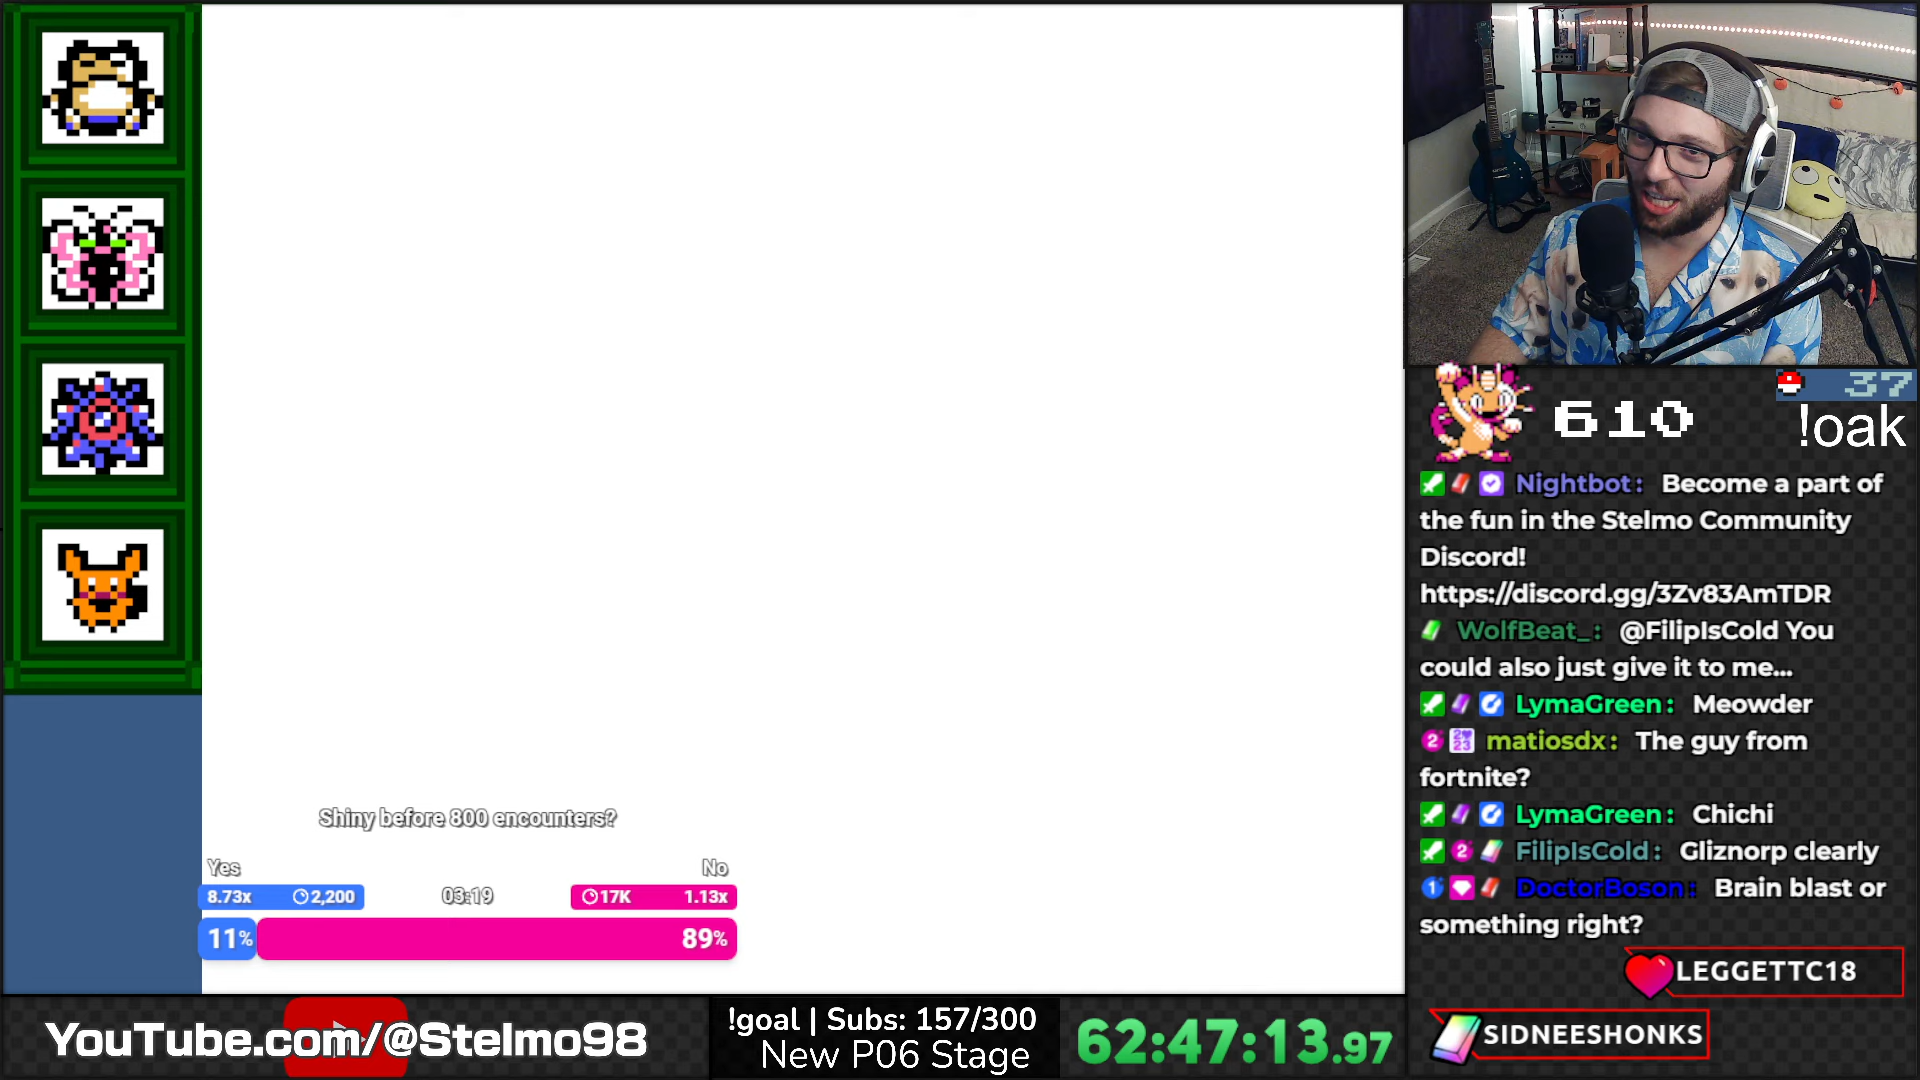 37
610
!oak
Nightbot: Become a part of
the fun in the Stelmo Community
Discord!
https://discord.gg/3Zv83AmTDR
WolfBeat_: @FilipIsCold You
could also just give it to me...
LymaGreen: Meowder
2 matiosdx: The guy from
fortnite?
LymaGreen: Chichi
2 FilipIsCold: Gliznorp clearly
1 DoctorBoson: Brain blast or
something right?
Shiny before 800 encounters?
Yes No
8.73x 2,200 03:19 17K 1.13x
11% 89%
LEGGETTC18
SIDNEESHONKS
YouTube.com/@Stelmo98
!goal | Subs: 157/300
New P06 Stage
62:47:13.97